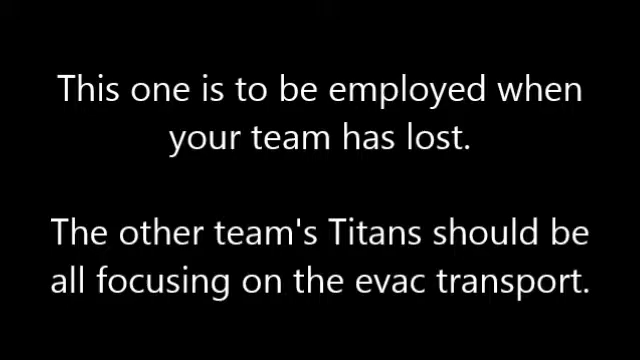 This one is to be employed when
your team has lost.
The other team's Titans should be
all focusing on the evac transport.